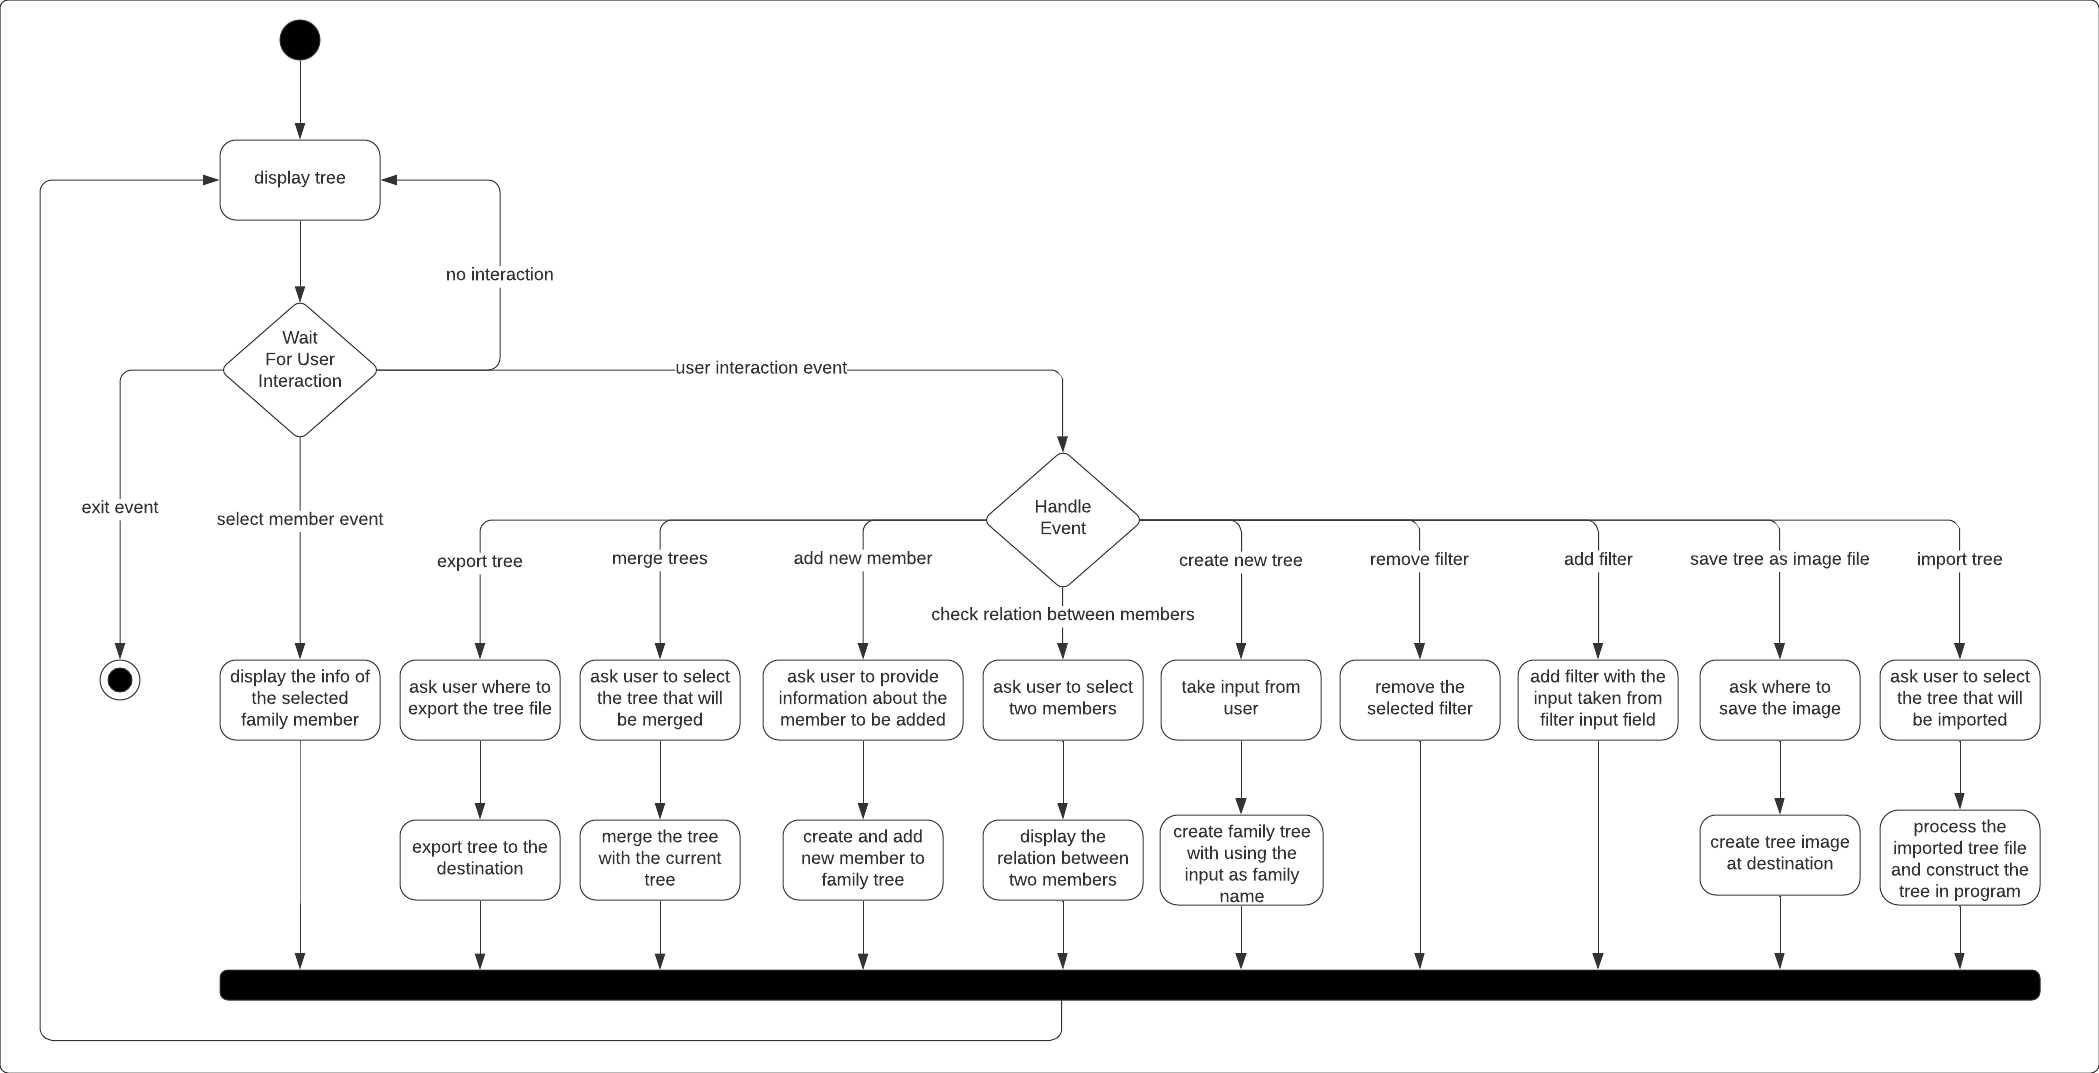 display tree
no interaction
Wait
For User
Interaction
user interaction event
exit event
select member event
Handle
Event
export tree
merge trees
add new member
check relation between members
create new tree
remove filter
add filter
save tree as image file
import tree
display the info of
the selected
family member
ask user where to
export the tree file
ask user to select
the tree that will
be merged
ask user to provide
information about the
member to be added
ask user to select
two members
take input from
user
remove the
selected filter
add filter with the
input taken from
filter input field
ask where to
save the image
ask user to select
the tree that will
be imported
export tree to the
destination
merge the tree
with the current
tree
create and add
new member to
family tree
display the
relation between
two members
create family tree
with using the
input as family
name
create tree image
at destination
process the
imported tree file
and construct the
tree in program